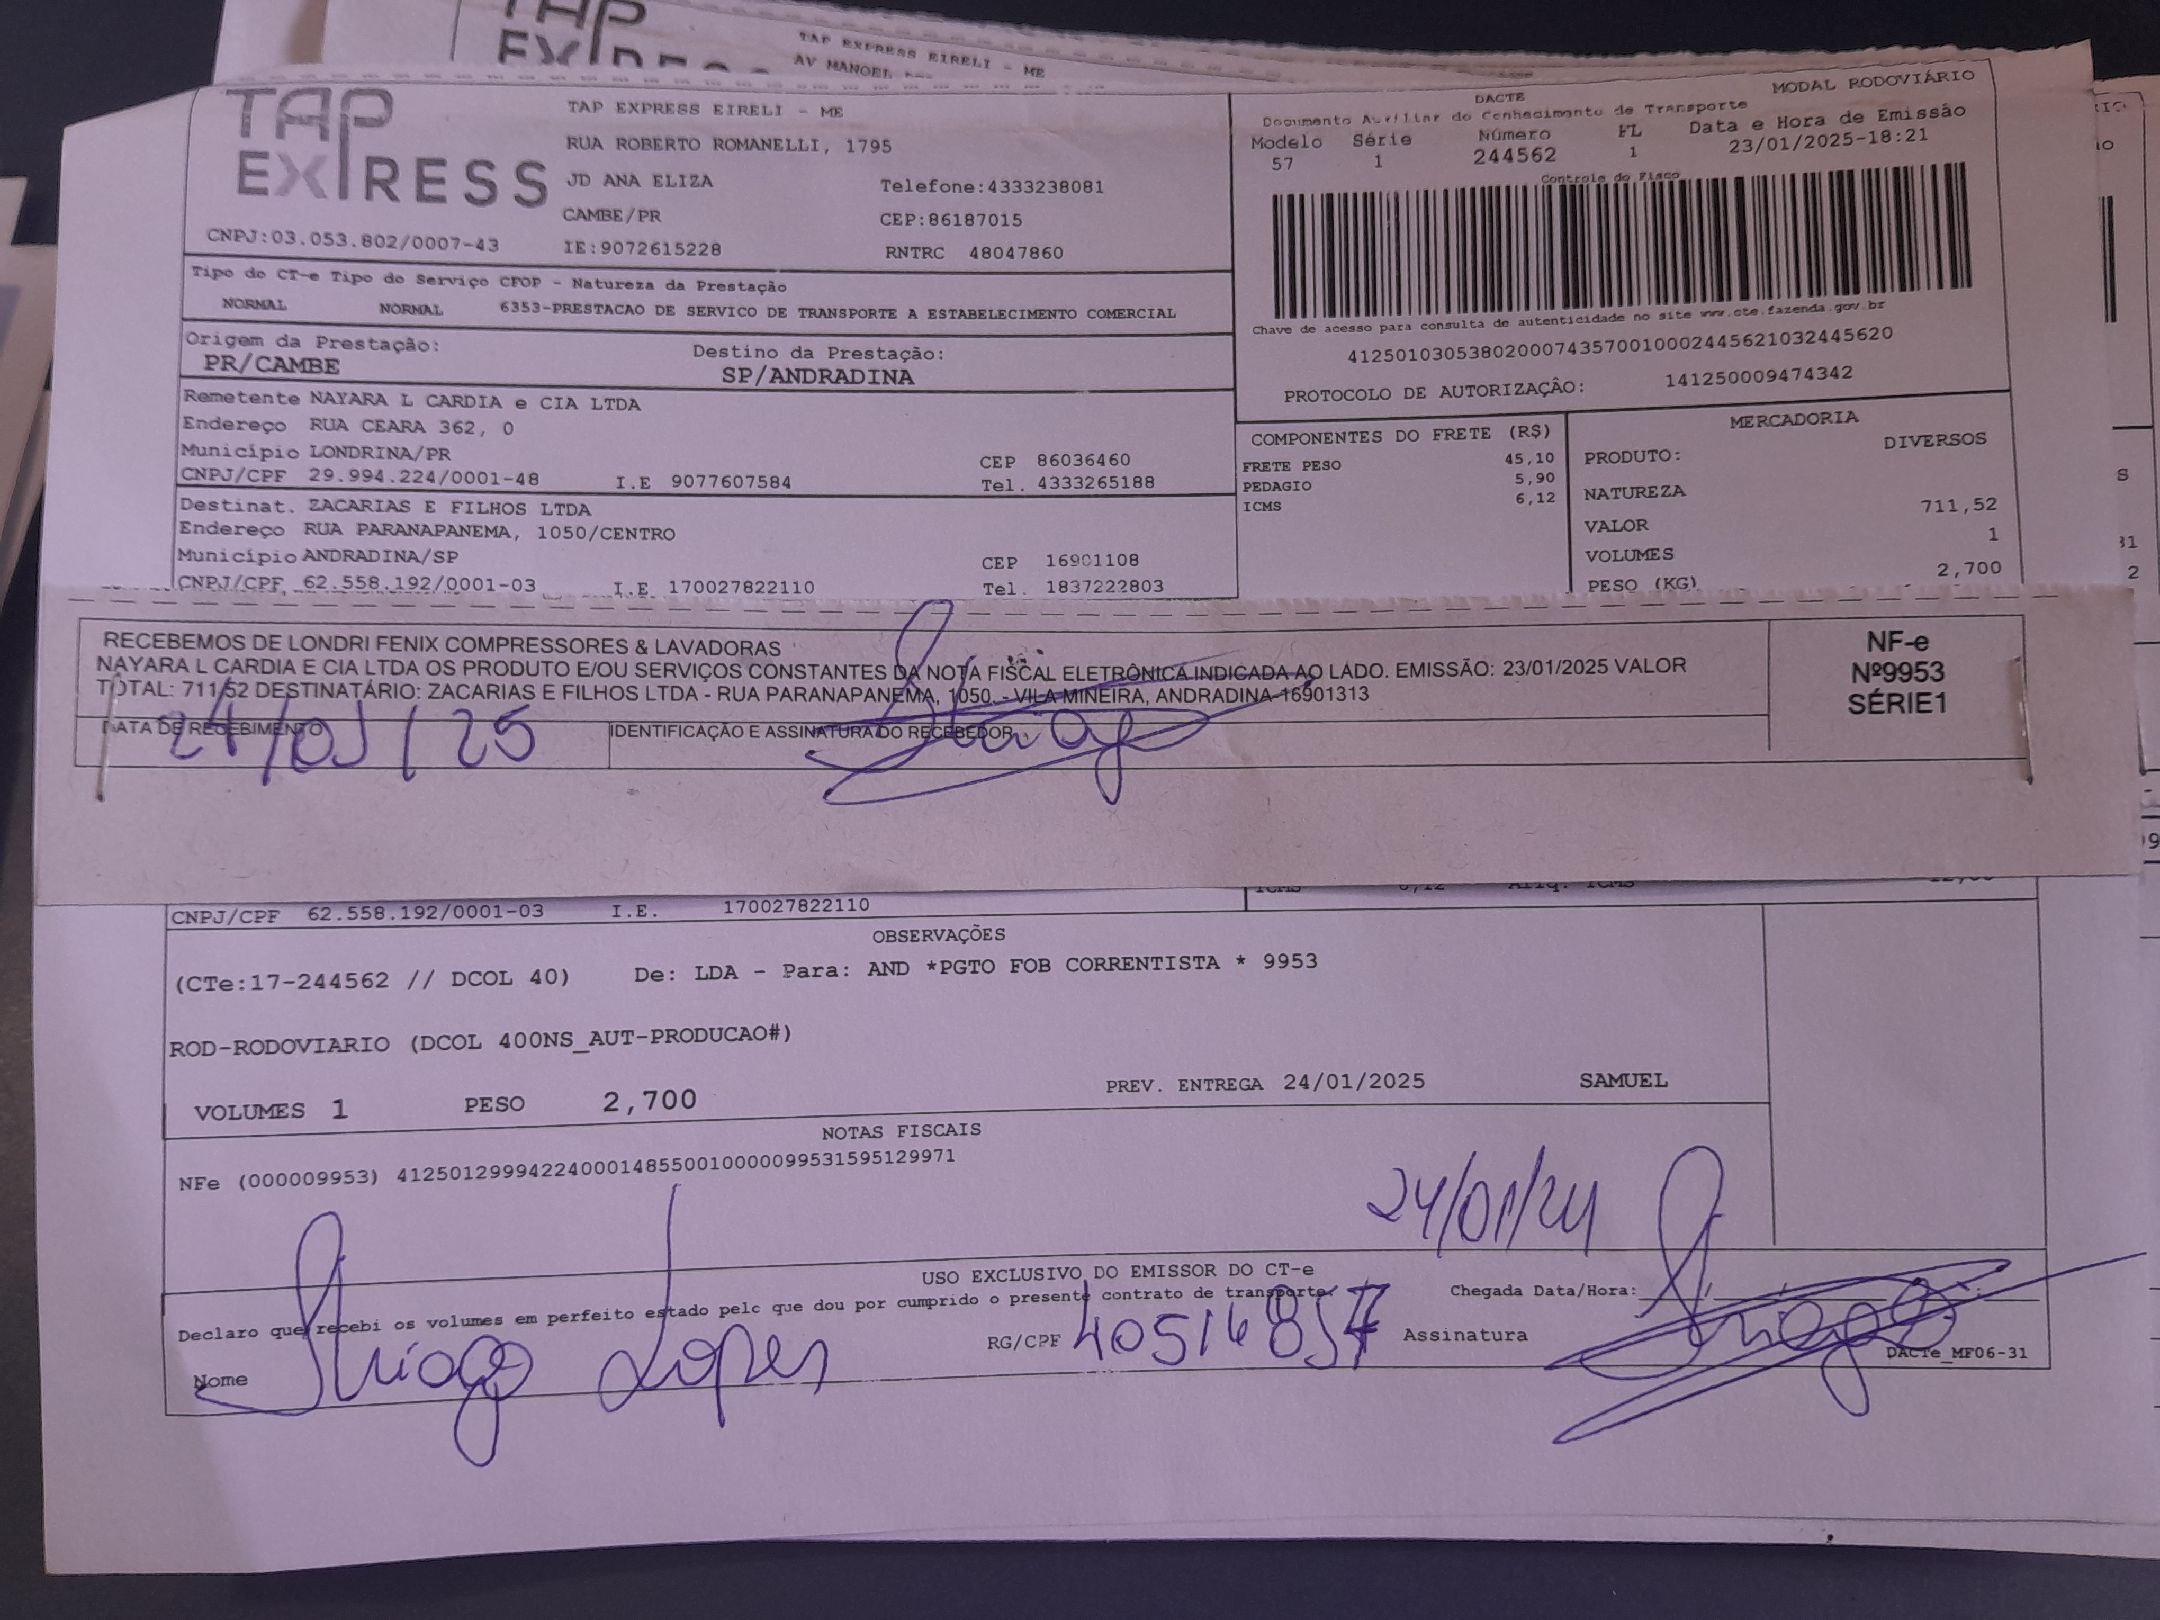 TAP EXPRESS EIRELI - ME
AV MANOEL
TAP EXPRESS
TAP EXPRESS EIRELI - ME
RUA ROBERTO ROMANELLI, 1795
JD ANA ELIZA Telefone:4333238081
CAMBE/PR CEP:86187015
CNPJ:03.053.802/0007-43 IE:9072615228 RNTRC 48047860
DACTE MODAL RODOVIÁRIO
Documento Auxiliar do Conhecimento de Transporte
Modelo Série Número FL Data e Hora de Emissão
57 1 244562 1 23/01/2025-18:21
Controle do Fisco
Chave de acesso para consulta de autenticidade no site www.cte.fazenda.gov.br
41250103053802000743570010002445621032445620
PROTOCOLO DE AUTORIZAÇÂO: 141250009474342
Tipo do CT-e Tipo do Serviço CFOP - Natureza da Prestação
NORMAL NORMAL 6353-PRESTACAO DE SERVICO DE TRANSPORTE A ESTABELECIMENTO COMERCIAL
Origem da Prestação: Destino da Prestação:
PR/CAMBE SP/ANDRADINA
Remetente NAYARA L CARDIA e CIA LTDA
Endereço RUA CEARA 362, 0
Município LONDRINA/PR CEP 86036460
CNPJ/CPF 29.994.224/0001-48 I.E 9077607584 Tel. 4333265188
Destinat. ZACARIAS E FILHOS LTDA
Endereço RUA PARANAPANEMA, 1050/CENTRO
Município ANDRADINA/SP CEP 16901108
CNPJ/CPF 62.558.192/0001-03 I.E 170027822110 Tel. 1837222803
COMPONENTES DO FRETE (R$)
FRETE PESO 45,10
PEDAGIO 5,90
ICMS 6,12
MERCADORIA
PRODUTO: DIVERSOS
NATUREZA
VALOR 711,52
VOLUMES 1
PESO (KG) 2,700
RECEBEMOS DE LONDRI FENIX COMPRESSORES & LAVADORAS
NAYARA L CARDIA E CIA LTDA OS PRODUTO E/OU SERVIÇOS CONSTANTES DA NOTA FISCAL ELETRÔNICA INDICADA AO LADO. EMISSÃO: 23/01/2025 VALOR
TOTAL: 711,52 DESTINATÁRIO: ZACARIAS E FILHOS LTDA - RUA PARANAPANEMA, 1050. - VILA MINEIRA, ANDRADINA-16901313
NF-e
Nº9953
SÉRIE1
DATA DE RECEBIMENTO IDENTIFICAÇÃO E ASSINATURA DO RECEBEDOR
24/01/25 Thiago
CNPJ/CPF 62.558.192/0001-03 I.E. 170027822110
OBSERVAÇÕES
(CTe:17-244562 // DCOL 40) De: LDA - Para: AND *PGTO FOB CORRENTISTA * 9953
ROD-RODOVIARIO (DCOL 400NS_AUT-PRODUCAO#)
VOLUMES 1 PESO 2,700 PREV. ENTREGA 24/01/2025 SAMUEL
NOTAS FISCAIS
NFe (000009953) 41250129994224000148550010000099531595129971
24/01/24
USO EXCLUSIVO DO EMISSOR DO CT-e
Declaro que recebi os volumes em perfeito estado pelo que dou por cumprido o presente contrato de transporte Chegada Data/Hora:
Nome Thiago Lopes RG/CPF 40516857 Assinatura Thiago
DACTe_MF06-31